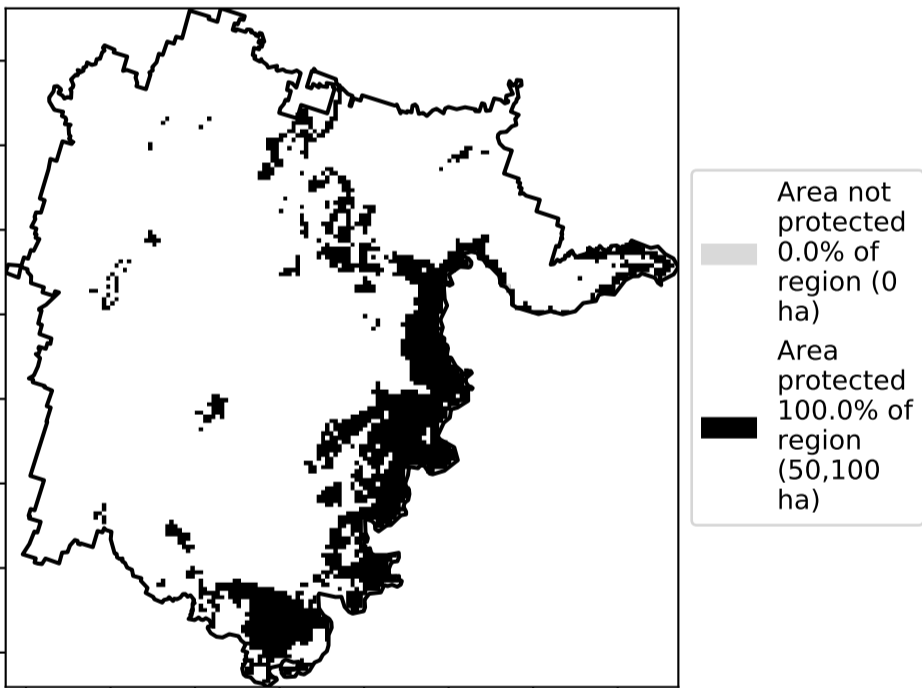 Area not
protected
0.0% of
region (0
ha)
Area
protected
100.0% of
region
(50,100
ha)